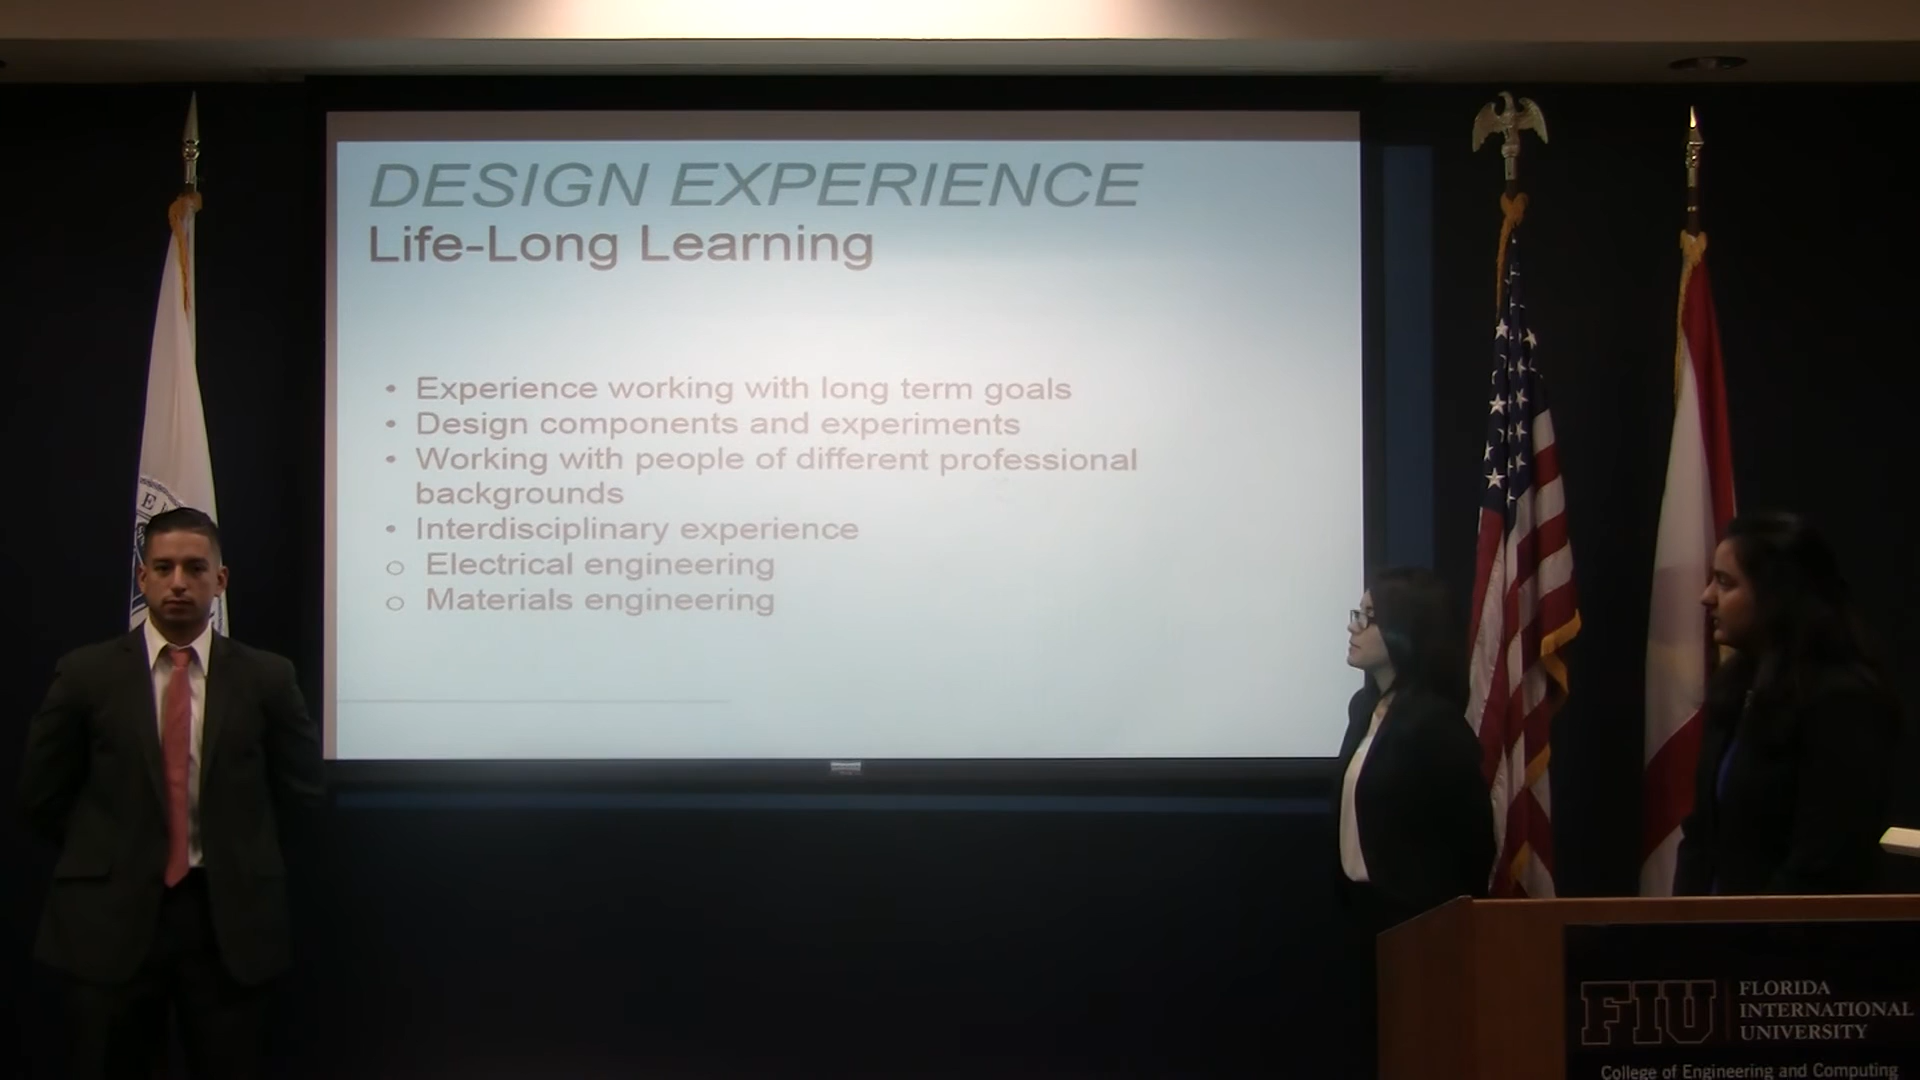 DESIGN EXPERIENCE
Life-Long Learning
• Experience working with long term goals
• Design components and experiments
• Working with people of different professional
backgrounds
• Interdisciplinary experience
o Electrical engineering
o Materials engineering
FIU
FLORIDA
INTERNATIONAL
UNIVERSITY
College of Engineering and Computing